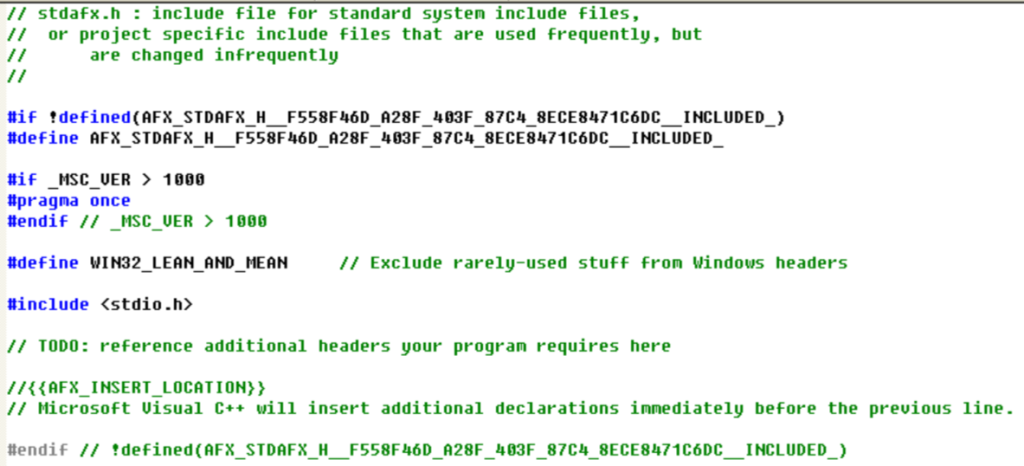 // stdafx.h : include file for standard system include files,
//  or project specific include files that are used frequently, but
//      are changed infrequently
//
#if !defined(AFX_STDAFX_H__F558F46D_A28F_403F_87C4_8ECE8471C6DC__INCLUDED_)
#define AFX_STDAFX_H__F558F46D_A28F_403F_87C4_8ECE8471C6DC__INCLUDED_
#if _MSC_VER > 1000
#pragma once
#endif // _MSC_VER > 1000
#define WIN32_LEAN_AND_MEAN     // Exclude rarely-used stuff from Windows headers
#include <stdio.h>
// TODO: reference additional headers your program requires here
//{{AFX_INSERT_LOCATION}}
// Microsoft Visual C++ will insert additional declarations immediately before the previous line.
#endif // !defined(AFX_STDAFX_H__F558F46D_A28F_403F_87C4_8ECE8471C6DC__INCLUDED_)